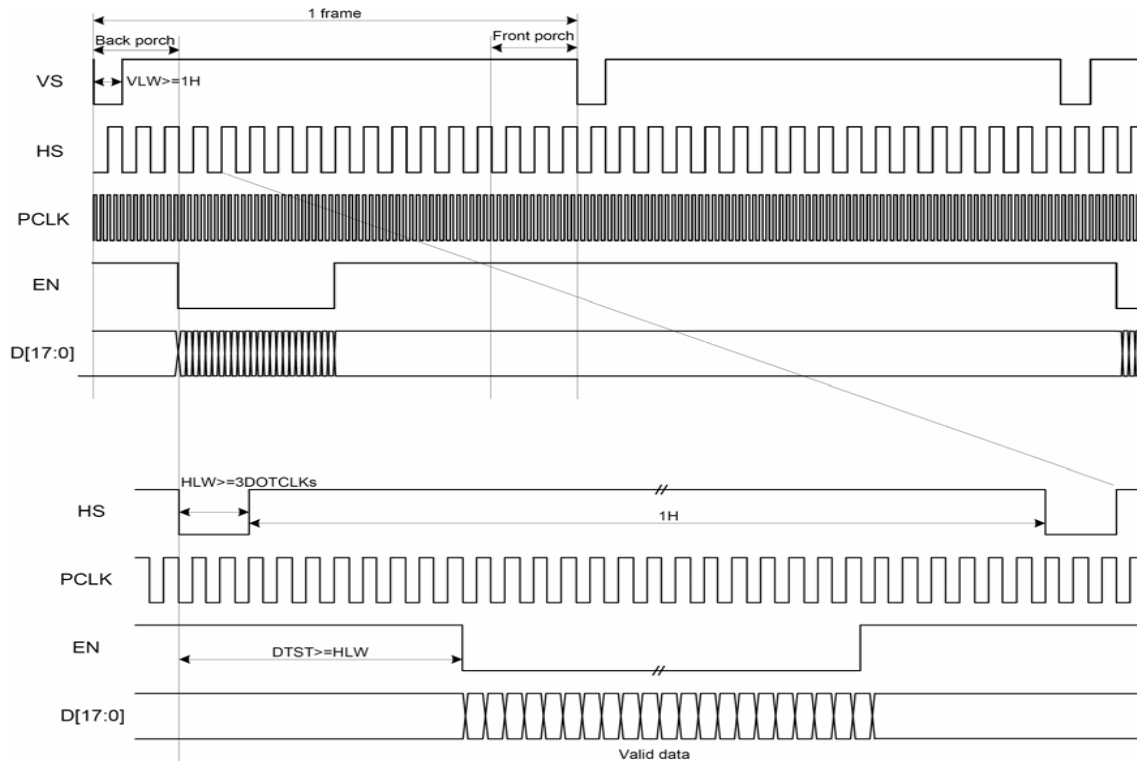 1 frame
Back porch
Front porch
VS
VLW>=1H
HS
PCLK
EN
D[17:0]
HLW>=3DOTCLKs
HS
1H
PCLK
EN
DTST>=HLW
D[17:0]
Valid data